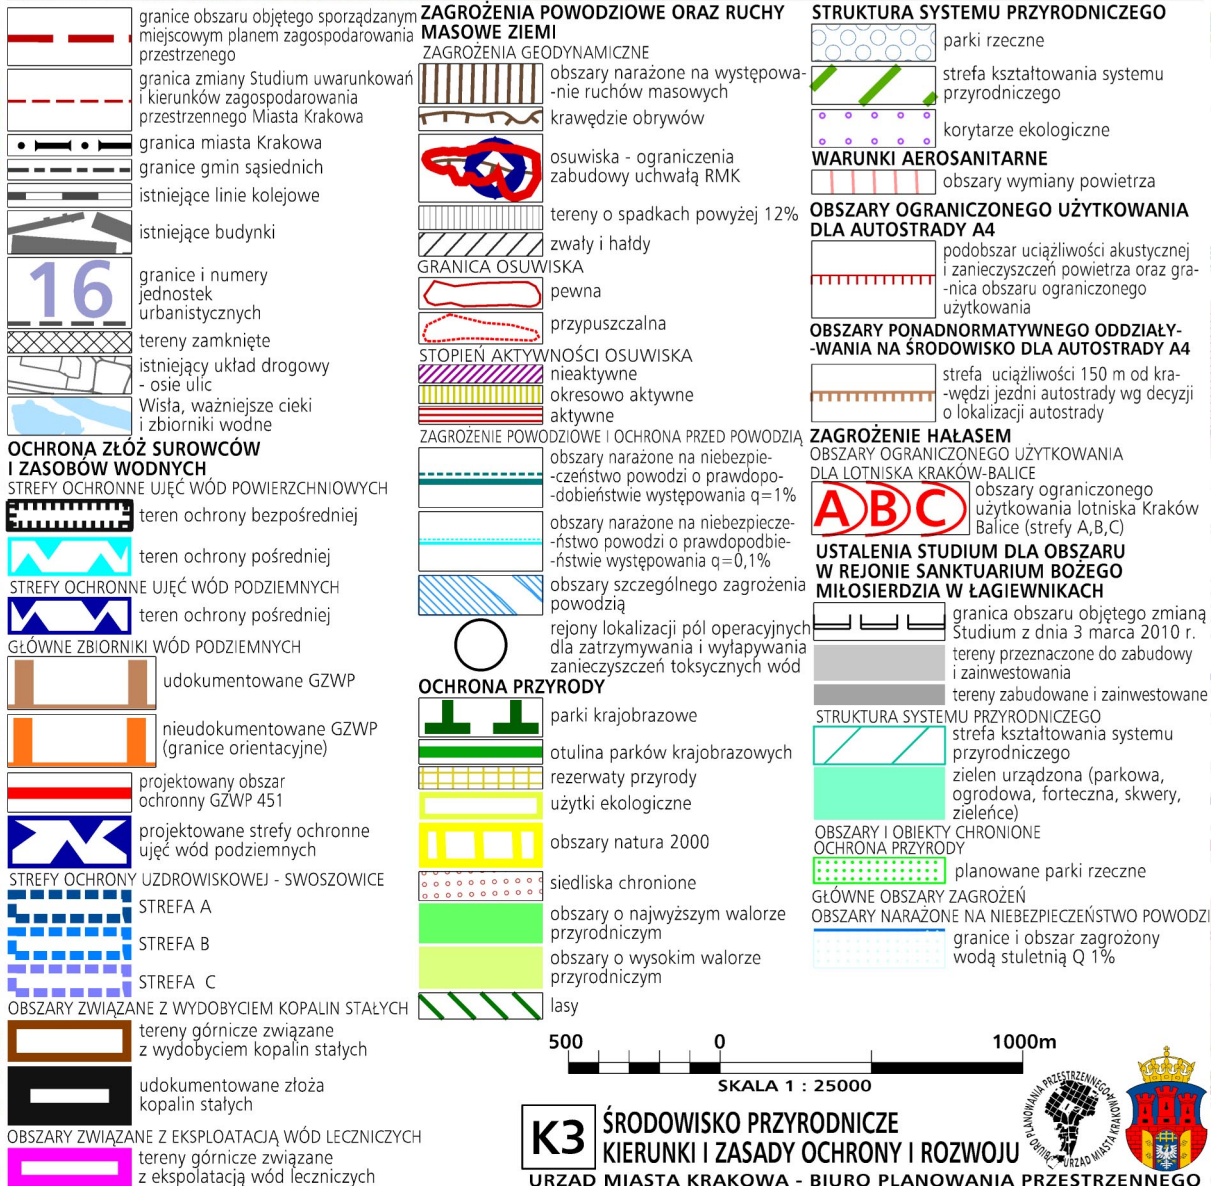 granice obszaru objętego sporządzanym
miejscowym planem zagospodarowania
przestrzenego
granica zmiany Studium uwarunkowań
i kierunków zagospodarowania
przestrzennego Miasta Krakowa
granica miasta Krakowa
granice gmin sąsiednich
istniejące linie kolejowe
istniejące budynki
16
granice i numery
jednostek
urbanistycznych
tereny zamknięte
istniejący układ drogowy
- osie ulic
Wisła, ważniejsze cieki
i zbiorniki wodne
OCHRONA ZŁÓŻ SUROWCÓW
I ZASOBÓW WODNYCH
STREFY OCHRONNE UJĘĆ WÓD POWIERZCHNIOWYCH
teren ochrony bezpośredniej
teren ochrony pośredniej
STREFY OCHRONNE UJĘĆ WÓD PODZIEMNYCH
teren ochrony pośredniej
GŁÓWNE ZBIORNIKI WÓD PODZIEMNYCH
udokumentowane GZWP
nieudokumentowane GZWP
(granice orientacyjne)
projektowany obszar
ochronny GZWP 451
projektowane strefy ochronne
ujęć wód podziemnych
STREFY OCHRONY UZDROWISKOWEJ - SWOSZOWICE
STREFA A
STREFA B
STREFA C
OBSZARY ZWIĄZANE Z WYDOBYCIEM KOPALIN STAŁYCH
tereny górnicze związane
z wydobyciem kopalin stałych
udokumentowane złoża
kopalin stałych
OBSZARY ZWIĄZANE Z EKSPLOATACJĄ WÓD LECZNICZYCH
tereny górnicze związane
z ekspolatacją wód leczniczych
ZAGROŻENIA POWODZIOWE ORAZ RUCHY
MASOWE ZIEMI
ZAGROŻENIA GEODYNAMICZNE
obszary narażone na występowa-
-nie ruchów masowych
krawędzie obrywów
osuwiska - ograniczenia
zabudowy uchwałą RMK
tereny o spadkach powyżej 12%
zwały i hałdy
GRANICA OSUWISKA
pewna
przypuszczalna
STOPIEŃ AKTYWNOŚCI OSUWISKA
nieaktywne
okresowo aktywne
aktywne
ZAGROŻENIE POWODZIOWE I OCHRONA PRZED POWODZIĄ
obszary narażone na niebezpie-
-czeństwo powodzi o prawdopo-
-dobieństwie występowania q=1%
obszary narażone na niebezpiecze-
-ństwo powodzi o prawdopodbie-
-ństwie występowania q=0,1%
obszary szczególnego zagrożenia
powodzią
rejony lokalizacji pól operacyjnych
dla zatrzymywania i wyłapywania
zanieczyszczeń toksycznych wód
OCHRONA PRZYRODY
parki krajobrazowe
otulina parków krajobrazowych
rezerwaty przyrody
użytki ekologiczne
obszary natura 2000
siedliska chronione
obszary o najwyższym walorze
przyrodniczym
obszary o wysokim walorze
przyrodniczym
lasy
STRUKTURA SYSTEMU PRZYRODNICZEGO
parki rzeczne
strefa kształtowania systemu
przyrodniczego
korytarze ekologiczne
WARUNKI AEROSANITARNE
obszary wymiany powietrza
OBSZARY OGRANICZONEGO UŻYTKOWANIA
DLA AUTOSTRADY A4
podobszar uciążliwości akustycznej
i zanieczyszczeń powietrza oraz gra-
-nica obszaru ograniczonego
użytkowania
OBSZARY PONADNORMATYWNEGO ODDZIAŁY-
-WANIA NA ŚRODOWISKO DLA AUTOSTRADY A4
strefa uciążliwości 150 m od kra-
-wędzi jezdni autostrady wg decyzji
o lokalizacji autostrady
ZAGROŻENIE HAŁASEM
OBSZARY OGRANICZONEGO UŻYTKOWANIA
DLA LOTNISKA KRAKÓW-BALICE
A B C
obszary ograniczonego
użytkowania lotniska Kraków
Balice (strefy A,B,C)
USTALENIA STUDIUM DLA OBSZARU
W REJONIE SANKTUARIUM BOŻEGO
MIŁOSIERDZIA W ŁAGIEWNIKACH
granica obszaru objętego zmianą
Studium z dnia 3 marca 2010 r.
tereny przeznaczone do zabudowy
i zainwestowania
tereny zabudowane i zainwestowane
STRUKTURA SYSTEMU PRZYRODNICZEGO
strefa kształtowania systemu
przyrodniczego
zielen urządzona (parkowa,
ogrodowa, forteczna, skwery,
zieleńce)
OBSZARY I OBIEKTY CHRONIONE
OCHRONA PRZYRODY
planowane parki rzeczne
GŁÓWNE OBSZARY ZAGROŻEŃ
OBSZARY NARAŻONE NA NIEBEZPIECZEŃSTWO POWODZI
granice i obszar zagrożony
wodą stuletnią Q 1%
500 0 1000m
SKALA 1 : 25000
K3
ŚRODOWISKO PRZYRODNICZE
KIERUNKI I ZASADY OCHRONY I ROZWOJU
BIURO PLANOWANIA PRZESTRZENNEGO
URZĄD MIASTA KRAKOWA
URZĄD MIASTA KRAKOWA - BIURO PLANOWANIA PRZESTRZENNEGO